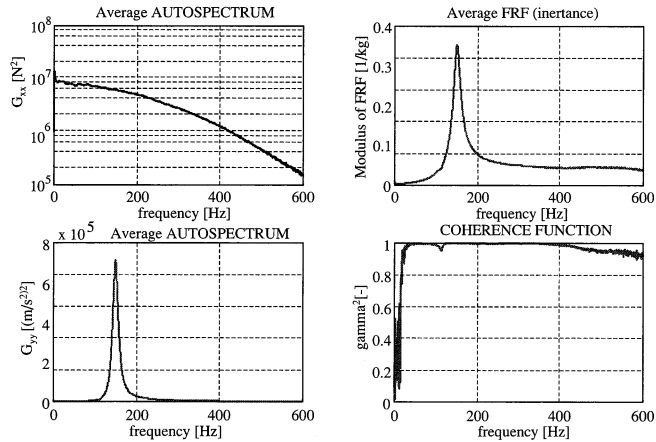 Average AUTOSPECTRUM
10^8
10^7
10^6
10^5
G_xx [N^2]
0 200 400 600
frequency [Hz]
Average FRF (inertance)
0.4
0.3
0.2
0.1
0
Modulus of FRF [1/kg]
0 200 400 600
frequency [Hz]
x 10^5 Average AUTOSPECTRUM
8
6
4
2
0
G_yy [(m/s^2)^2]
0 200 400 600
frequency [Hz]
COHERENCE FUNCTION
1
0.8
0.6
0.4
0.2
0
gamma^2[-]
0 200 400 600
frequency [Hz]